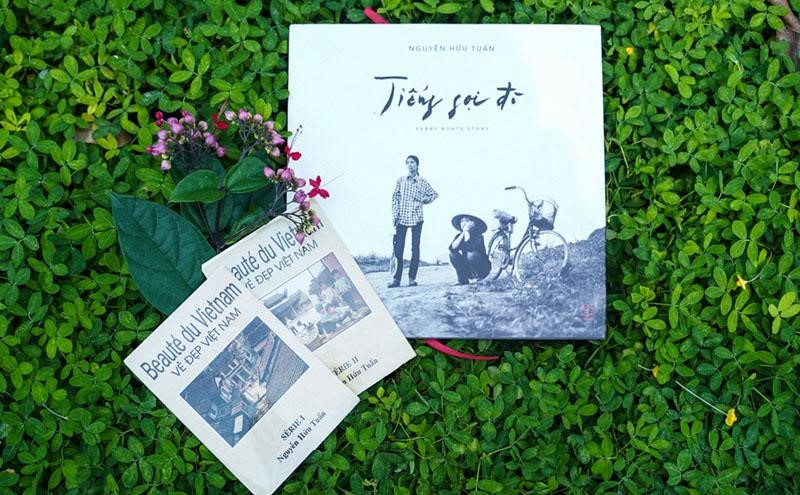 NGUYỄN HỮU TUẤN
Tiếng gọi đò
FERRY BOATS STORY
Beauté du Vietnam
VẺ ĐẸP VIỆT NAM
SÉRIE II
Nguyễn Hữu Tuấn
Beauté du Vietnam
VẺ ĐẸP VIỆT NAM
SÉRIE I
Nguyễn Hữu Tuấn